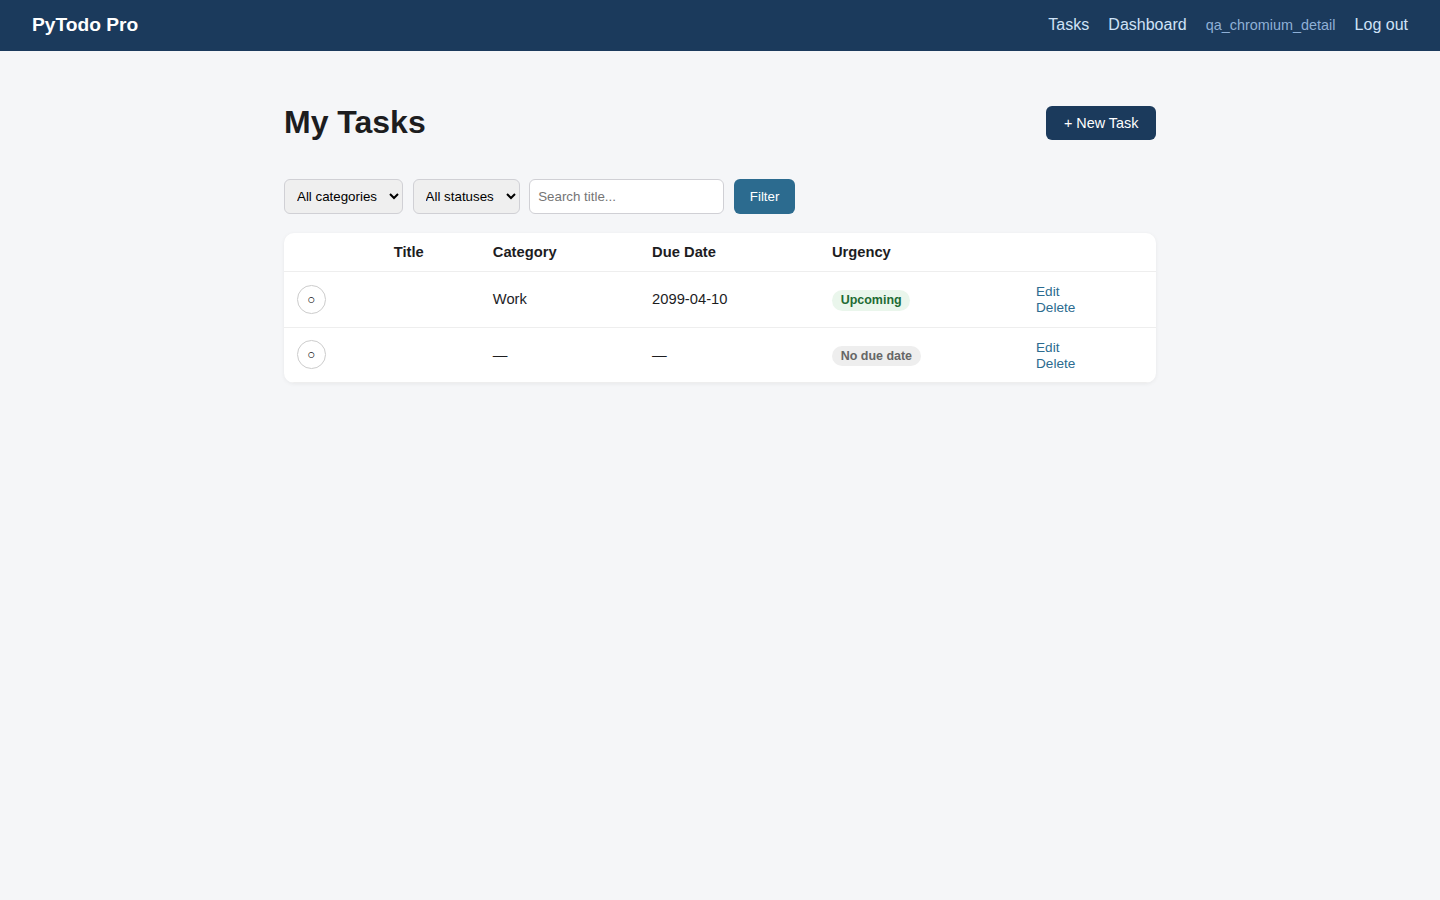 PyTodo Pro
Tasks Dashboard qa_chromium_detail Log out
My Tasks
+ New Task
All categories All statuses Search title... Filter
Title Category Due Date Urgency
○ Work 2099-04-10 Upcoming Edit
Delete
○ — — No due date Edit
Delete